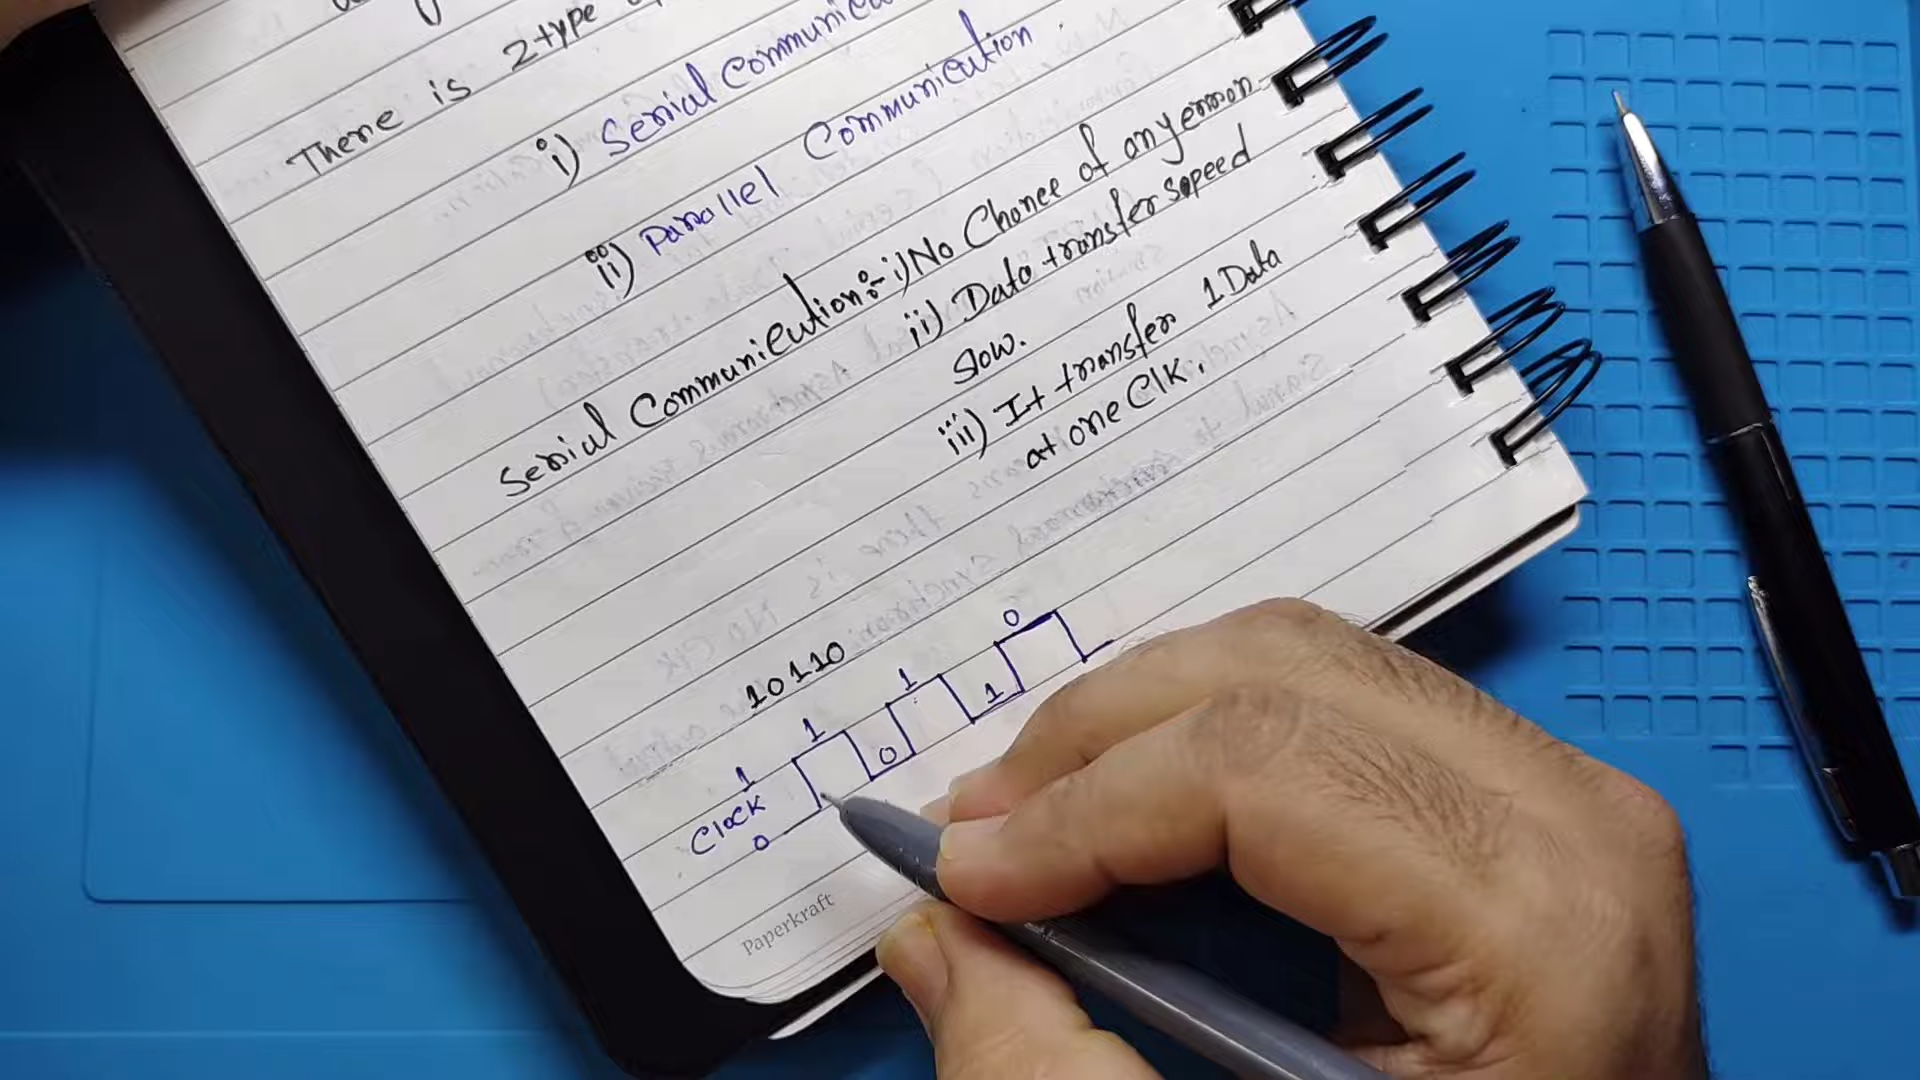 There is 2 type
i) Serial Communica
ii) Parallel Communication.
Serial Communication:- i) No Chance of any error
ii) Data transfer speed
slow.
iii) It transfer 1 Data
at one Clk.
10110
1 1 0 1 1 0
Clock
0
Paperkraft